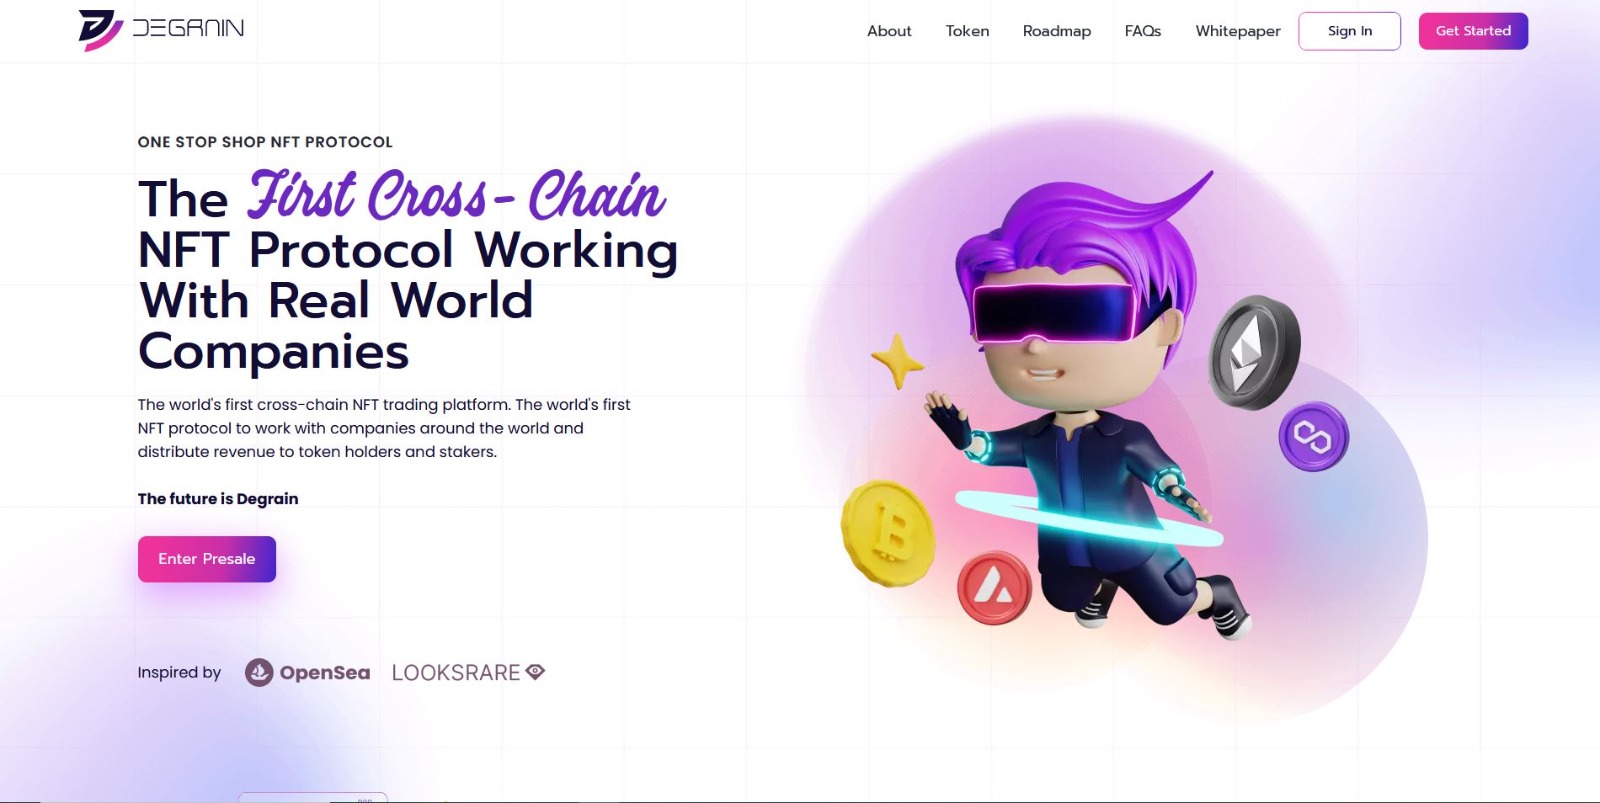 DEGRAIN
About Token Roadmap FAQs Whitepaper Sign In Get Started
ONE STOP SHOP NFT PROTOCOL
The First Cross-Chain
NFT Protocol Working
With Real World
Companies
The world's first cross-chain NFT trading platform. The world's first
NFT protocol to work with companies around the world and
distribute revenue to token holders and stakers.
The future is Degrain
Enter Presale
Inspired by OpenSea LOOKSRARE